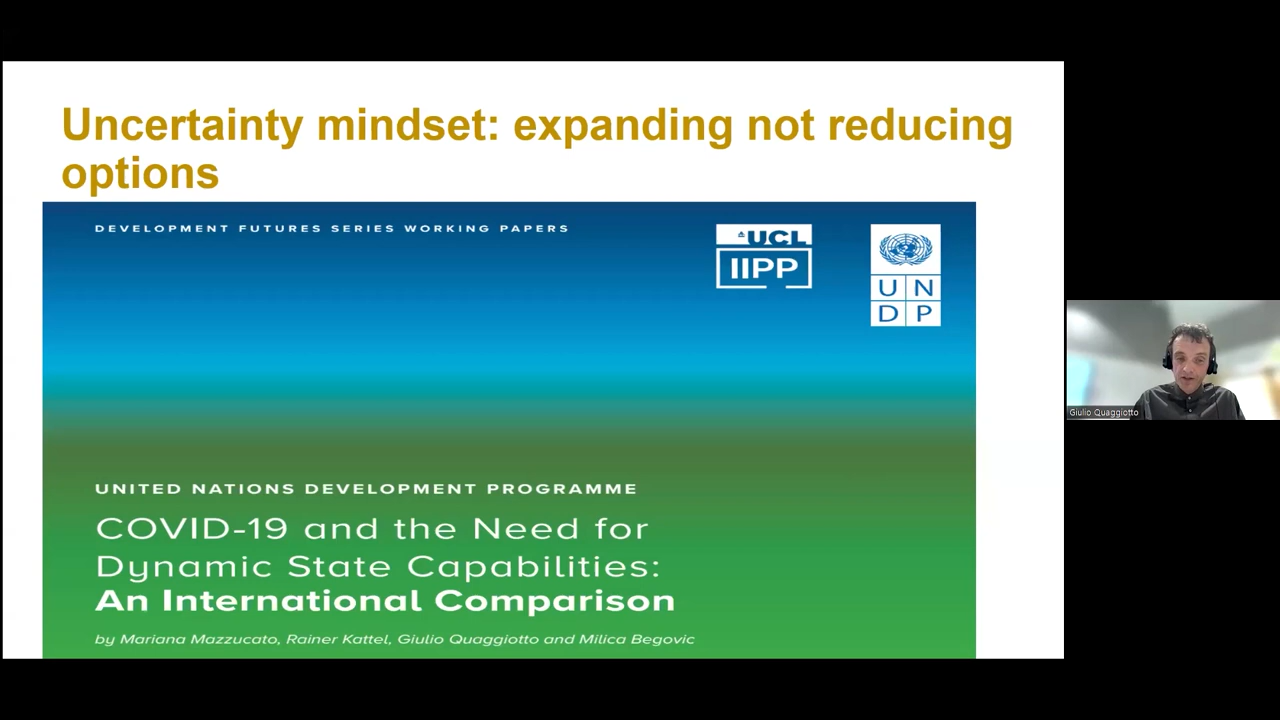 Uncertainty mindset: expanding not reducing
options
DEVELOPMENT FUTURES SERIES WORKING PAPERS
UCL
IIPP
U N
D P
UNITED NATIONS DEVELOPMENT PROGRAMME
COVID-19 and the Need for
Dynamic State Capabilities:
An International Comparison
by Mariana Mazzucato, Rainer Kattel, Giulio Quaggiotto and Milica Begovic
Giulio Quaggiotto